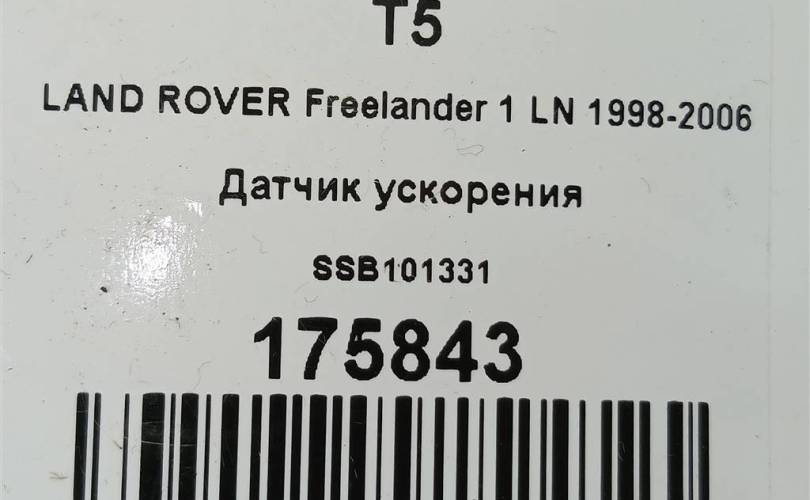 T5
LAND ROVER Freelander 1 LN 1998-2006
Датчик ускорения
SSB101331
175843